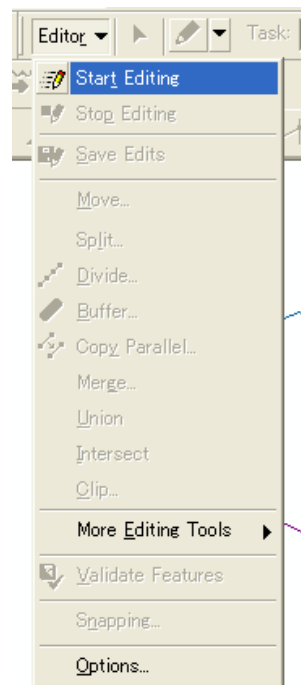 Editor
Task:
Start Editing
Stop Editing
Save Edits
Move...
Split...
Divide...
Buffer...
Copy Parallel...
Merge...
Union
Intersect
Clip...
More Editing Tools
Validate Features
Snapping...
Options...